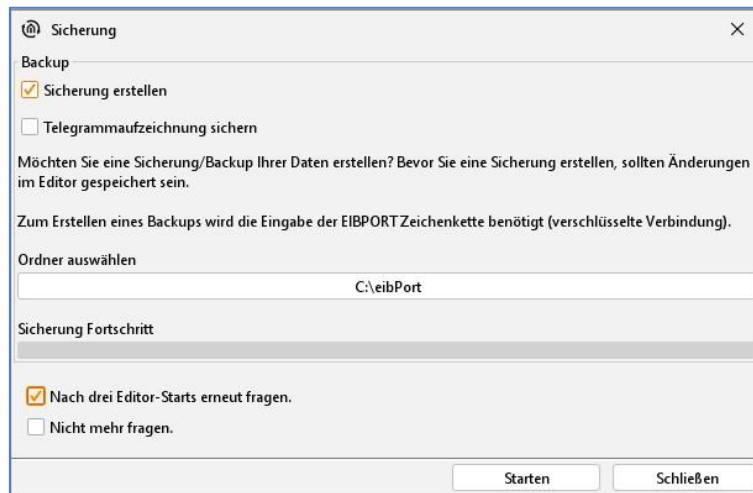 Sicherung
Backup
Sicherung erstellen
Telegrammaufzeichnung sichern
Möchten Sie eine Sicherung/Backup Ihrer Daten erstellen? Bevor Sie eine Sicherung erstellen, sollten Änderungen
im Editor gespeichert sein.
Zum Erstellen eines Backups wird die Eingabe der EIBPORT Zeichenkette benötigt (verschlüsselte Verbindung).
Ordner auswählen
C:\eibPort
Sicherung Fortschritt
Nach drei Editor-Starts erneut fragen.
Nicht mehr fragen.
Starten Schließen